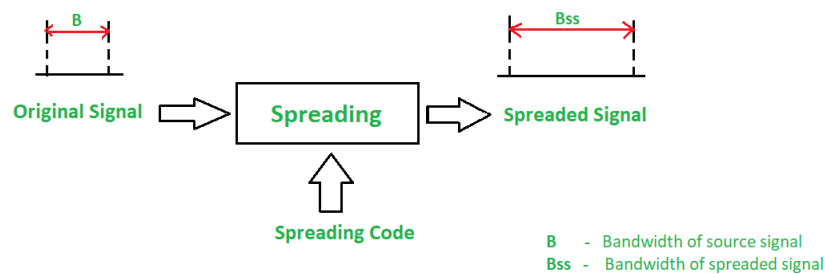 B
Bss
Original Signal
Spreading
Spreaded Signal
Spreading Code
B - Bandwidth of source signal
Bss - Bandwidth of spreaded signal